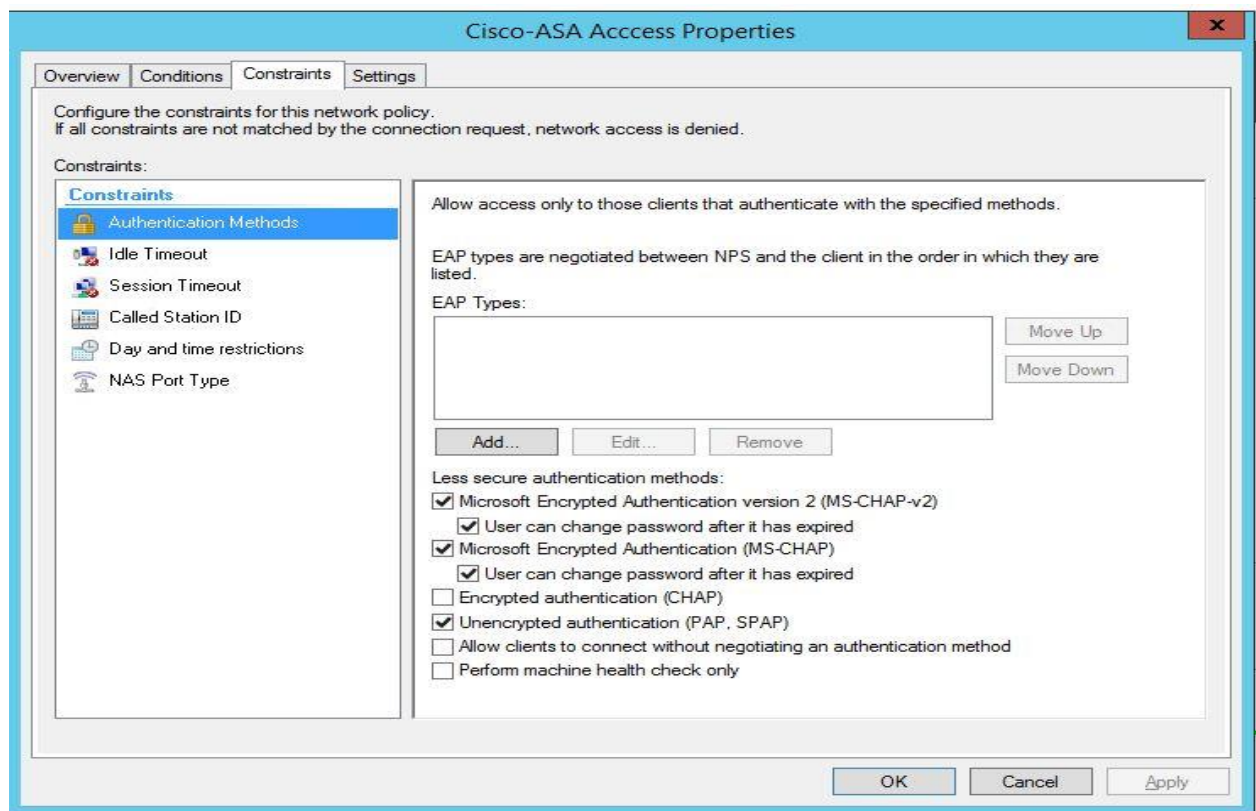 Cisco-ASA Acccess Properties
x
Overview
Conditions
Constraints
Settings
Configure the constraints for this network policy.
If all constraints are not matched by the connection request, network access is denied.
Constraints:
Constraints
Authentication Methods
Idle Timeout
Session Timeout
Called Station ID
Day and time restrictions
NAS Port Type
Allow access only to those clients that authenticate with the specified methods.
EAP types are negotiated between NPS and the client in the order in which they are
listed.
EAP Types:
Move Up
Move Down
Add...
Edit...
Remove
Less secure authentication methods:
Microsoft Encrypted Authentication version 2 (MS-CHAP-v2)
User can change password after it has expired
Microsoft Encrypted Authentication (MS-CHAP)
User can change password after it has expired
Encrypted authentication (CHAP)
Unencrypted authentication (PAP, SPAP)
Allow clients to connect without negotiating an authentication method
Perform machine health check only
OK
Cancel
Apply